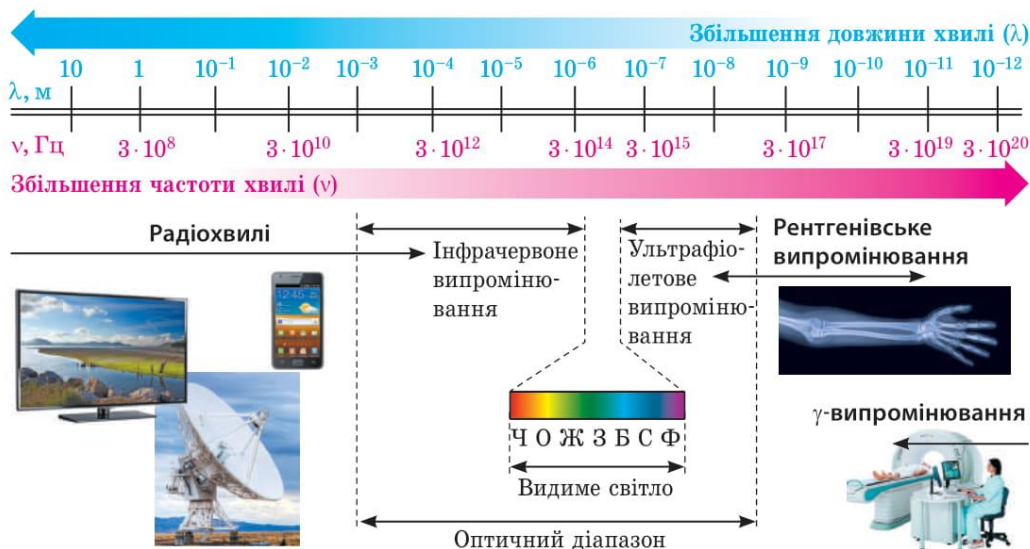 Збільшення довжини хвилі (λ)
10 1 10⁻¹ 10⁻² 10⁻³ 10⁻⁴ 10⁻⁵ 10⁻⁶ 10⁻⁷ 10⁻⁸ 10⁻⁹ 10⁻¹⁰ 10⁻¹¹ 10⁻¹²
λ, м
ν, Гц 3·10⁸ 3·10¹⁰ 3·10¹² 3·10¹⁴ 3·10¹⁵ 3·10¹⁷ 3·10¹⁹ 3·10²⁰
Збільшення частоти хвилі (ν)
Радіохвилі
Інфрачервоне
випроміню-
вання
Ультрафіо-
летове
випроміню-
вання
Рентгенівське
випромінювання
Ч О Ж З Б С Ф
Видиме світло
γ-випромінювання
Оптичний діапазон